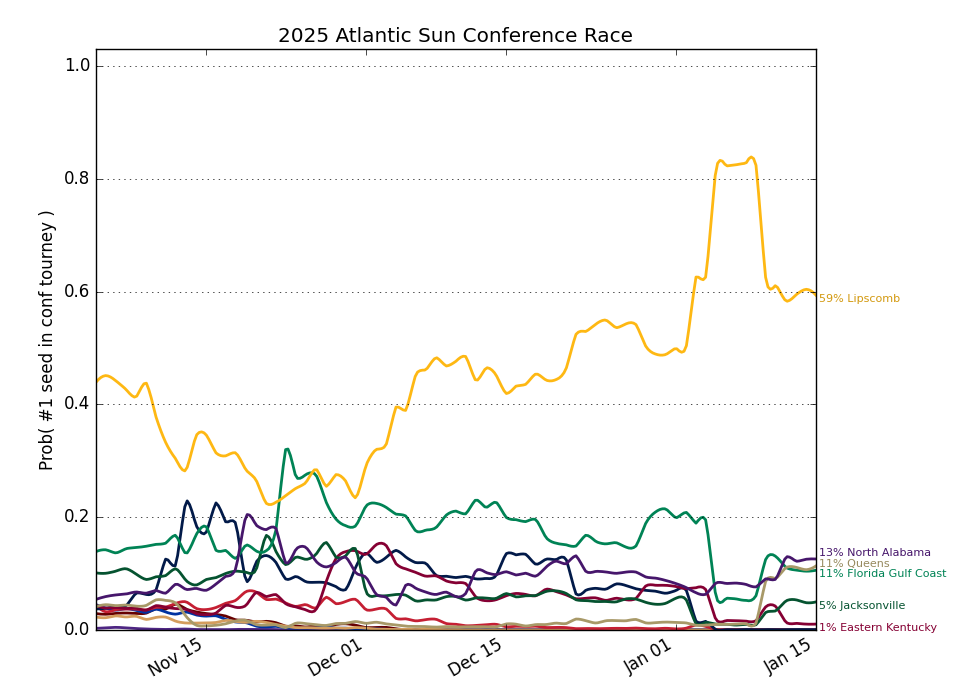 2025 Atlantic Sun Conference Race
Prob( #1 seed in conf tourney )
1.0
0.8
0.6
0.4
0.2
0.0
Nov 15
Dec 01
Dec 15
Jan 01
Jan 15
59% Lipscomb
13% North Alabama
11% Queens
11% Florida Gulf Coast
5% Jacksonville
1% Eastern Kentucky